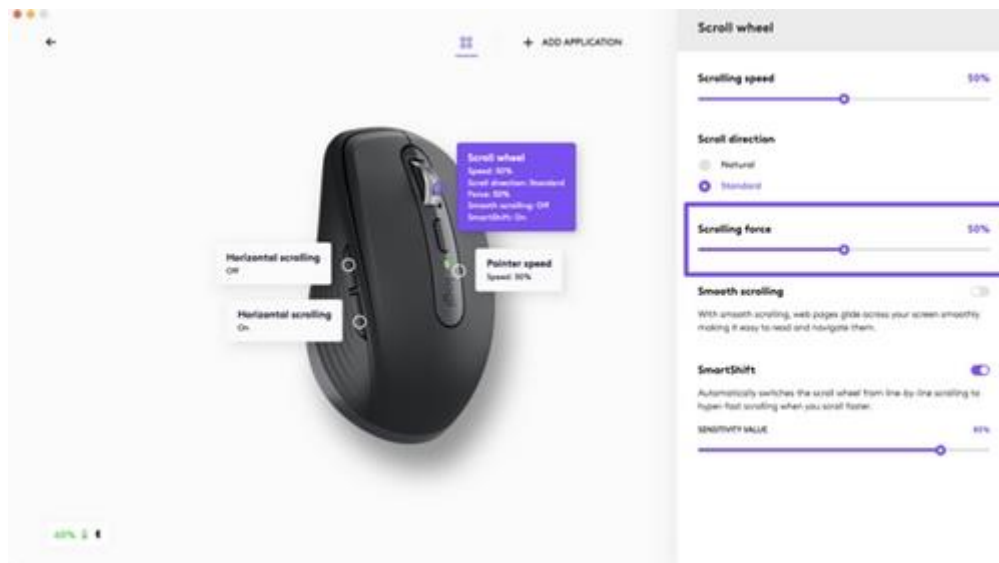 + ADD APPLICATION
Scroll wheel
Speed: 50%
Scroll direction: Standard
Force: 50%
Smooth scrolling: Off
SmartShift: On
Horizontal scrolling
Off
Pointer speed
Speed: 50%
Horizontal scrolling
On
Scroll wheel
Scrolling speed 50%
Scroll direction
Natural
Standard
Scrolling force 50%
Smooth scrolling
With smooth scrolling, web pages glide across your screen smoothly
making it easy to read and navigate them.
SmartShift
Automatically switches the scroll wheel from line-by-line scrolling to
hyper-fast scrolling when you scroll faster.
SENSITIVITY VALUE